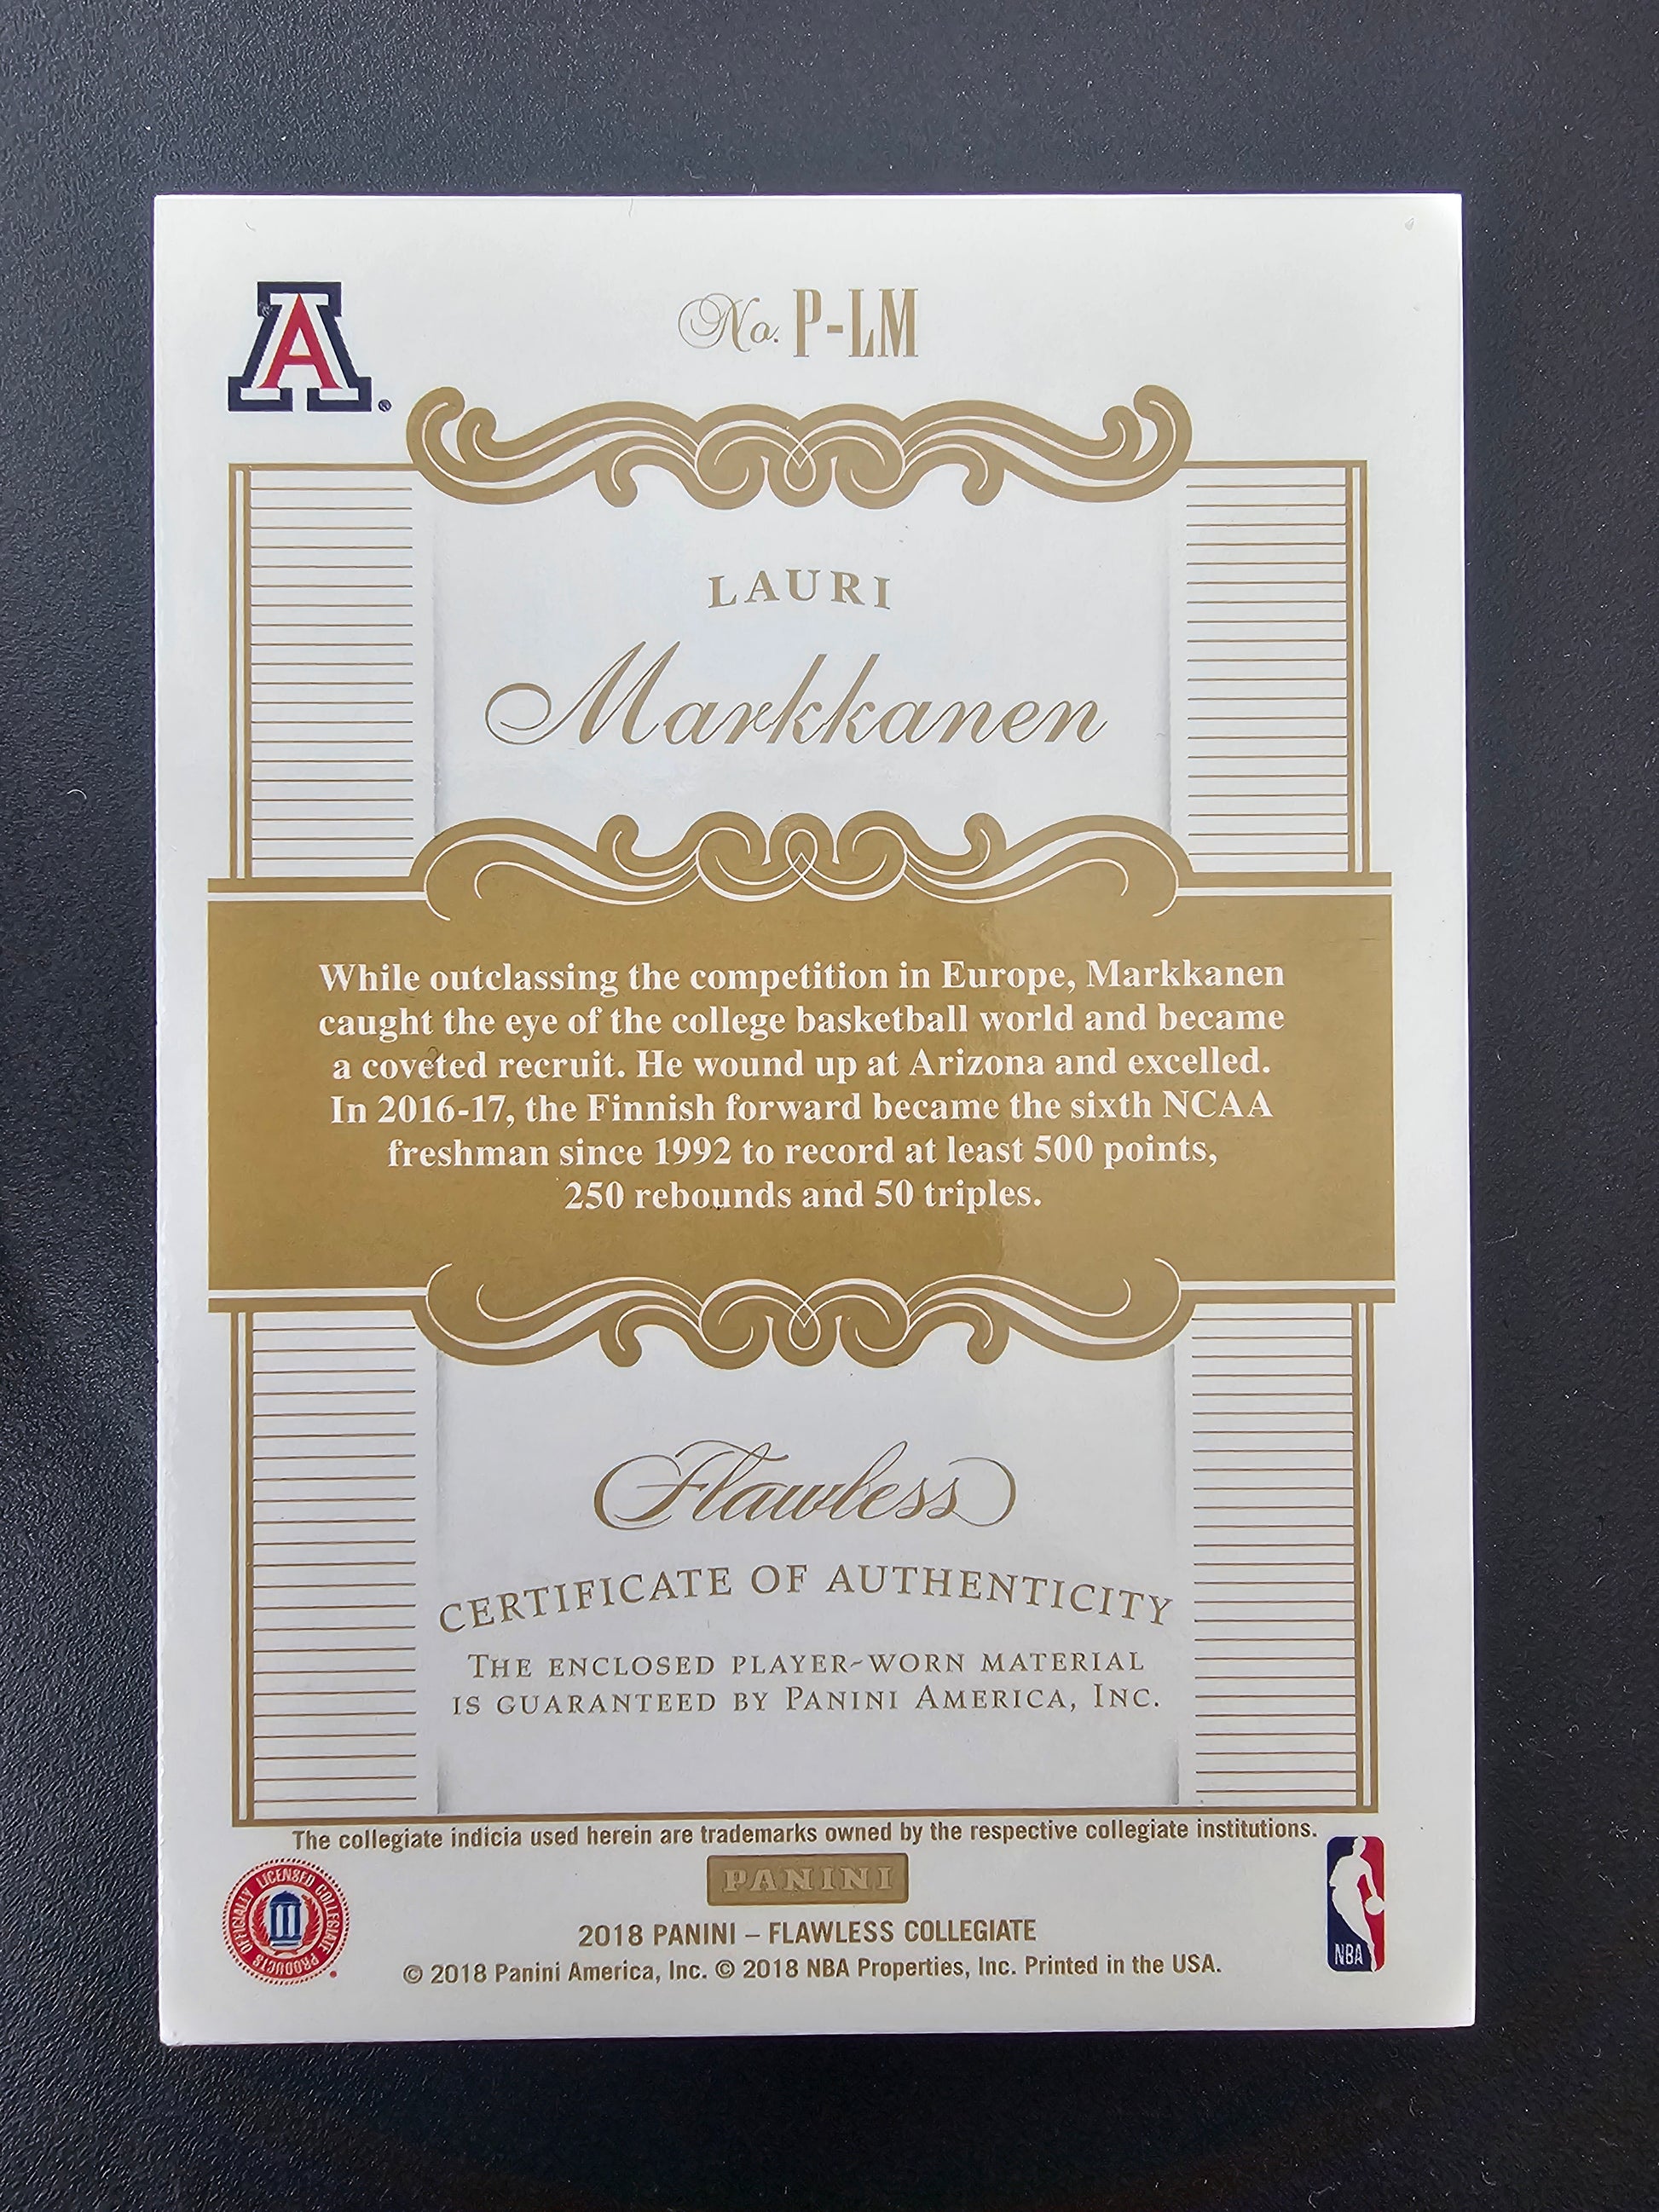 A®
No. P-LM
LAURI
Markkanen
While outclassing the competition in Europe, Markkanen
caught the eye of the college basketball world and became
a coveted recruit. He wound up at Arizona and excelled.
In 2016-17, the Finnish forward became the sixth NCAA
freshman since 1992 to record at least 500 points,
250 rebounds and 50 triples.
Flawless
CERTIFICATE OF AUTHENTICITY
THE ENCLOSED PLAYER-WORN MATERIAL
IS GUARANTEED BY PANINI AMERICA, INC.
The collegiate indicia used herein are trademarks owned by the respective collegiate institutions.
OFFICIALLY LICENSED COLLEGIATE PRODUCTS
PANINI
NBA
2018 PANINI – FLAWLESS COLLEGIATE
© 2018 Panini America, Inc. © 2018 NBA Properties, Inc. Printed in the USA.